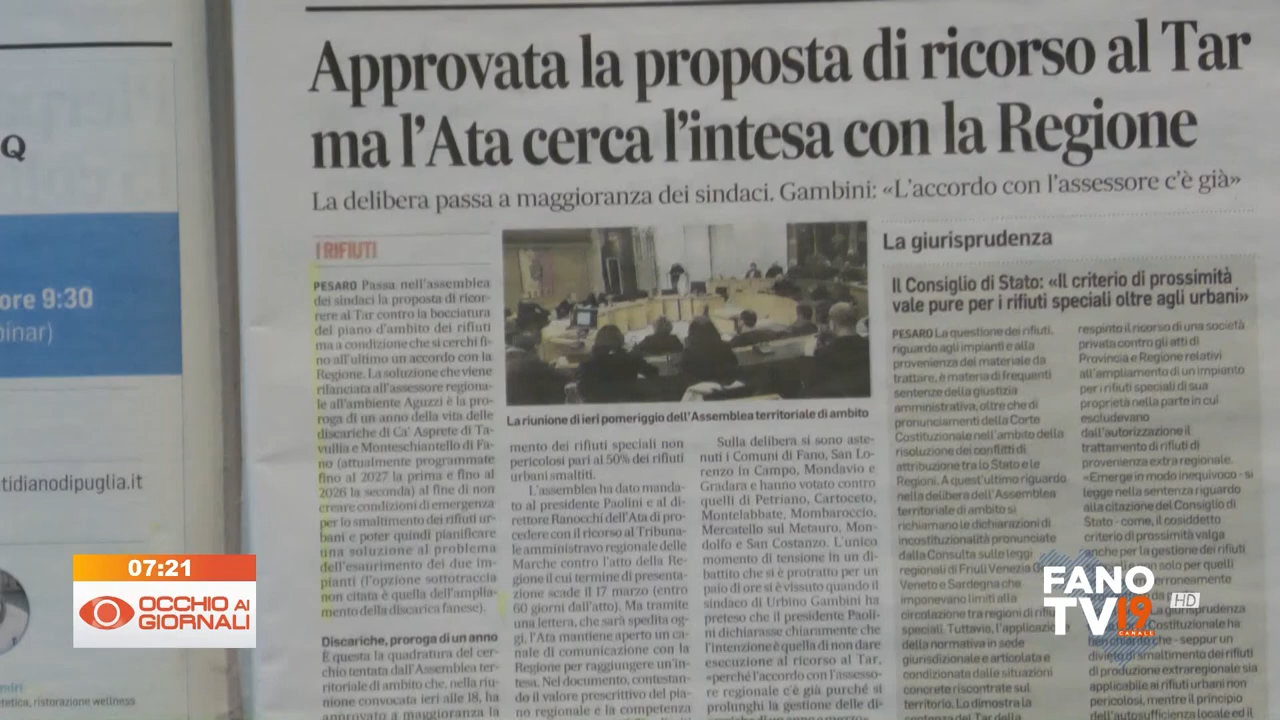 Q
ore 9:30
inar)
tidianodipuglia.it
etica, ristorazione wellness
07:21
OCCHIO AI
GIORNALI
Approvata la proposta di ricorso al Tar
ma l'Ata cerca l'intesa con la Regione
La delibera passa a maggioranza dei sindaci. Gambini: «L'accordo con l'assessore c'è già»
I RIFIUTI
PESARO Passa nell'assemblea
dei sindaci la proposta di ricor-
rere al Tar contro la bocciatura
del piano d'ambito dei rifiuti
ma a condizione che si cerchi fi-
no all'ultimo un accordo con la
Regione. La soluzione che viene
rifanciata all'assessore regiona-
le all'ambiente Aguzzi è la pro-
roga di un anno della vita delle
discariche di Ca' Asprete di Ta-
vullia e Monteschiantello di Fa-
no (attualmente programmate
fino al 2027 la prima e fino al
2026 la seconda) al fine di non
creare condizioni di emergenza
per lo smaltimento dei rifiuti ur-
bani e poter quindi pianificare
una soluzione al problema
dell'esaurimento dei due im-
pianti (l'opzione sottotraccia
non citata è quella dell'amplia-
mento della discarica fanese).
Discariche, proroga di un anno
È questa la quadratura del cer-
chio tentata dall'Assemblea ter-
ritoriale di ambito che, nella riu-
nione convocata ieri alle 18, ha
approvato a maggioranza la
La riunione di ieri pomeriggio dell'Assemblea territoriale di ambito
mento dei rifiuti speciali non
pericolosi pari al 50% dei rifiuti
urbani smaltiti.
L'assemblea ha dato manda-
to al presidente Paolini e al di-
rettore Ranocchi dell'Ata di pro-
cedere con il ricorso al Tribuna-
le amministravo regionale delle
Marche contro l'atto della Re-
gione il cui termine di presenta-
zione scade il 17 marzo (entro
60 giorni dall'atto). Ma tramite
una lettera, che sarà spedita og-
gi, l'Ata mantiene aperto un ca-
nale di comunicazione con la
Regione per raggiungere un'in-
tesa. Nel documento, contestan-
do il valore prescrittivo del pia-
no regionale e la competenza
Sulla delibera si sono aste-
nuti i Comuni di Fano, San Lo-
renzo in Campo, Mondavio e
Gradara e hanno votato contro
quelli di Petriano, Cartoceto,
Montelabbate, Mombaroccio,
Mercatello sul Metauro, Mon-
dolfo e San Costanzo. L'unico
momento di tensione in un di-
battito che si è protratto per un
paio di ore si è vissuto quando il
sindaco di Urbino Gambini ha
preteso che il presidente Paoli-
ni dichiarasse chiaramente che
l'intenzione è quella di non dare
esecuzione al ricorso al Tar,
«perché l'accordo con l'assesso-
re regionale c'è già purché si
prolunghi la gestione delle di-
La giurisprudenza
Il Consiglio di Stato: «Il criterio di prossimità
vale pure per i rifiuti speciali oltre agli urbani»
PESARO La questione dei rifiuti,
riguardo agli impianti e alla
provenienza del materiale da
trattare, è materia di frequenti
sentenze della giustizia
amministrativa, oltre che di
pronunciamenti della Corte
Costituzionale nell'ambito della
risoluzione dei conflitti di
attribuzione tra lo Stato e le
Regioni. A quest'ultimo riguardo
nella delibera dell'Assemblea
territoriale di ambito si
richiamano le dichiarazioni di
incostituzionalità pronunciate
dalla Consulta sulle leggi
regionali di Friuli Venezia
Veneto e Sardegna che
imponevano limiti alla
circolazione tra regioni di
speciali. Tuttavia, l'applicazio
della normativa in sede
giurisdizionale e articolata e
condizionata dalle situazioni
concrete riscontrate sul
territorio. Lo dimostra la
sentenza del Tar della
respinto il ricorso di una società
privata contro gli atti di
Provincia e Regione relativi
all'ampliamento di un impianto
per i rifiuti speciali di sua
proprietà nella parte in cui
escludevano
dall'autorizzazione il
trattamento di rifiuti di
provenienza extra regionale.
«Emerge in modo inequivoco - si
legge nella sentenza riguardo
alla citazione del Consiglio di
Stato - come, il cosiddetto
criterio di prossimità valga
anche per la gestione dei rifiuti
solo per quelli
La giurisprudenza
Costituzionale ha
che - seppur un
smaltimento dei rifiuti
di produzione extraregionale sia
applicabile ai rifiuti urbani non
pericolosi, mentre il principio
dell'autosufficienza locale ed il
FANO
TV19
HD
CANALE